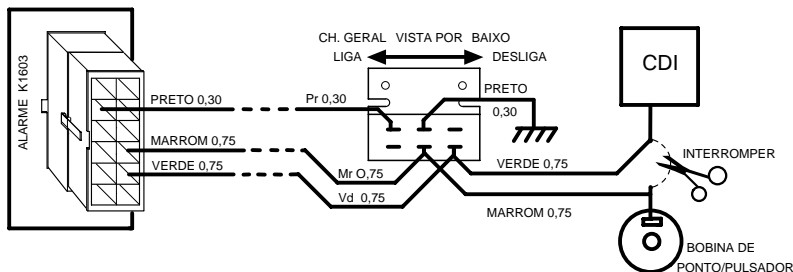 CH. GERAL VISTA POR BAIXO
LIGA DESLIGA
CDI
ALARME K1603
PRETO 0,30
Pr 0,30
PRETO
0,30
MARROM 0,75
VERDE 0,75
Mr O,75
Vd 0,75
VERDE 0,75
MARROM 0,75
INTERROMPER
BOBINA DE
PONTO/PULSADOR